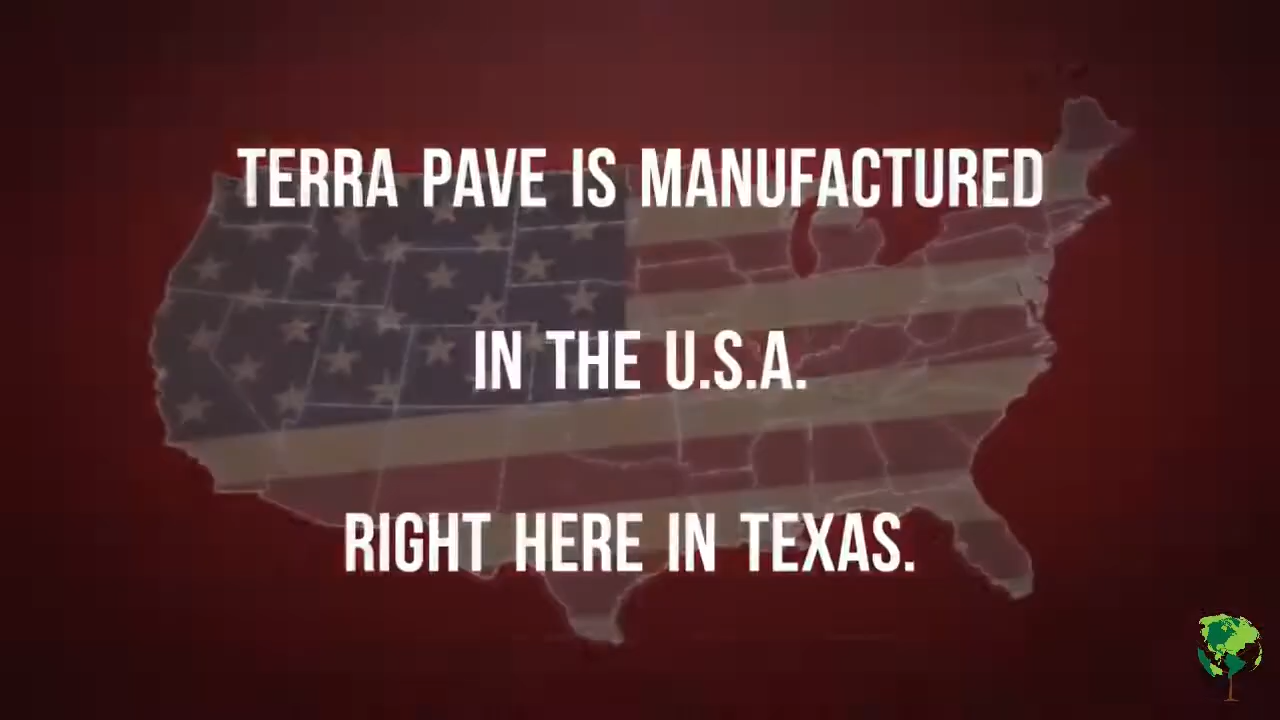 TERRA PAVE IS MANUFACTURED
IN THE U.S.A.
RIGHT HERE IN TEXAS.